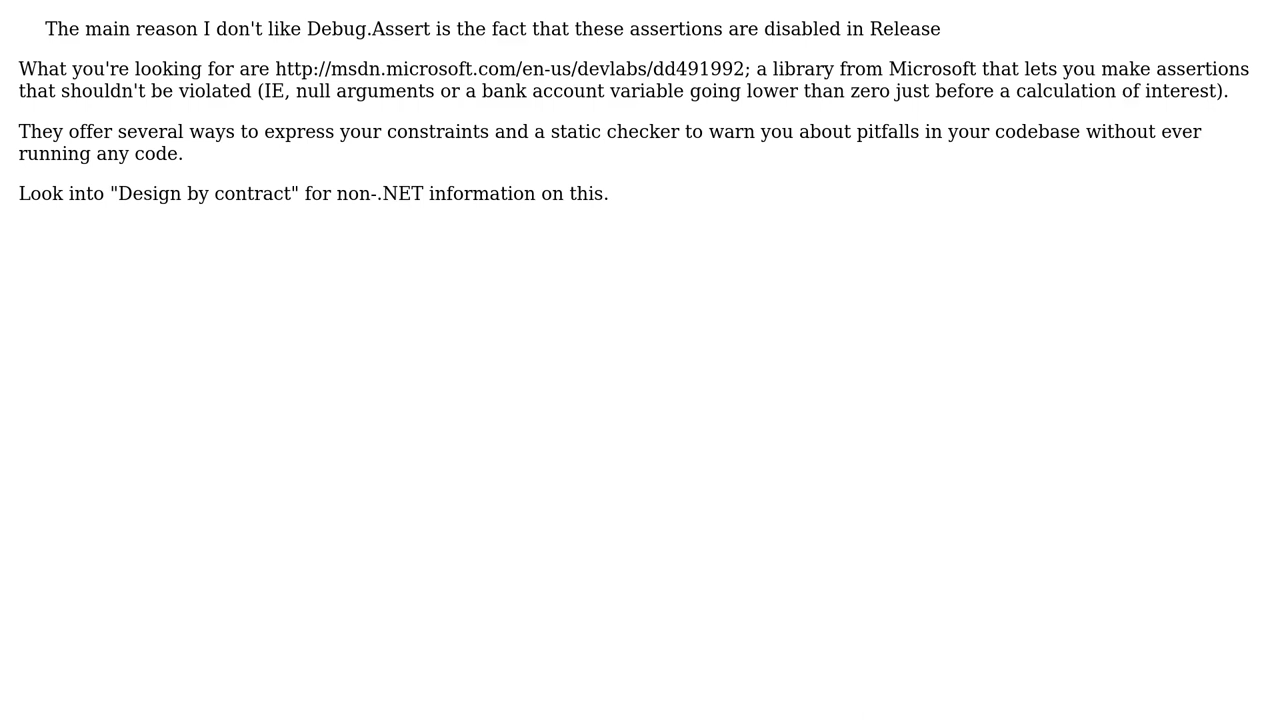 The main reason I don't like Debug.Assert is the fact that these assertions are disabled in Release
What you're looking for are http://msdn.microsoft.com/en-us/devlabs/dd491992; a library from Microsoft that lets you make assertions
that shouldn't be violated (IE, null arguments or a bank account variable going lower than zero just before a calculation of interest).
They offer several ways to express your constraints and a static checker to warn you about pitfalls in your codebase without ever
running any code.
Look into "Design by contract" for non-.NET information on this.